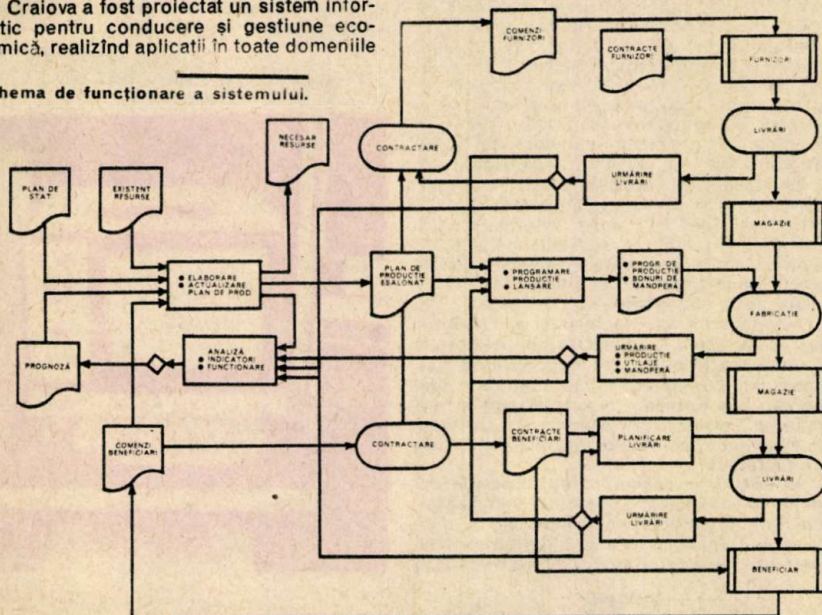 Craiova a fost proiectat un sistem infor-
tic pentru conducere și gestiune eco-
mică, realizînd aplicatii în toate domeniile
hema de funcționare a sistemului.
COMENZI
FURNIZORI
CONTRACTE
FURNIZORI
FURNIZORI
NECESAR
RESURSE
CONTRACTARE
LIVRĂRI
PLAN DE
STAT
EXISTENT
RESURSE
URMĂRIRE
LIVRĂRI
MAGAZIE
● ELABORARE
● ACTUALIZARE
PLAN DE PROD
PLAN DE
PRODUCTIE
ESALONAT
● PROGRAMARE
PRODUCTIE
● LANSARE
● PROGR. DE
PRODUCTIE
● BONURI DE
MANOPERĂ
FABRICATIE
PROGNOZĂ
ANALIZĂ
● INDICATORI
● FUNCTIONARE
URMĂRIRE
● PRODUCTIE
● UTILAJE
● MANOPERĂ
MAGAZIE
COMENZI
BENEFICIARI
CONTRACTARE
CONTRACTE
BENEFICIARI
PLANIFICARE
LIVRĂRI
LIVRĂRI
URMĂRIRE
LIVRĂRI
BENEFICIAR